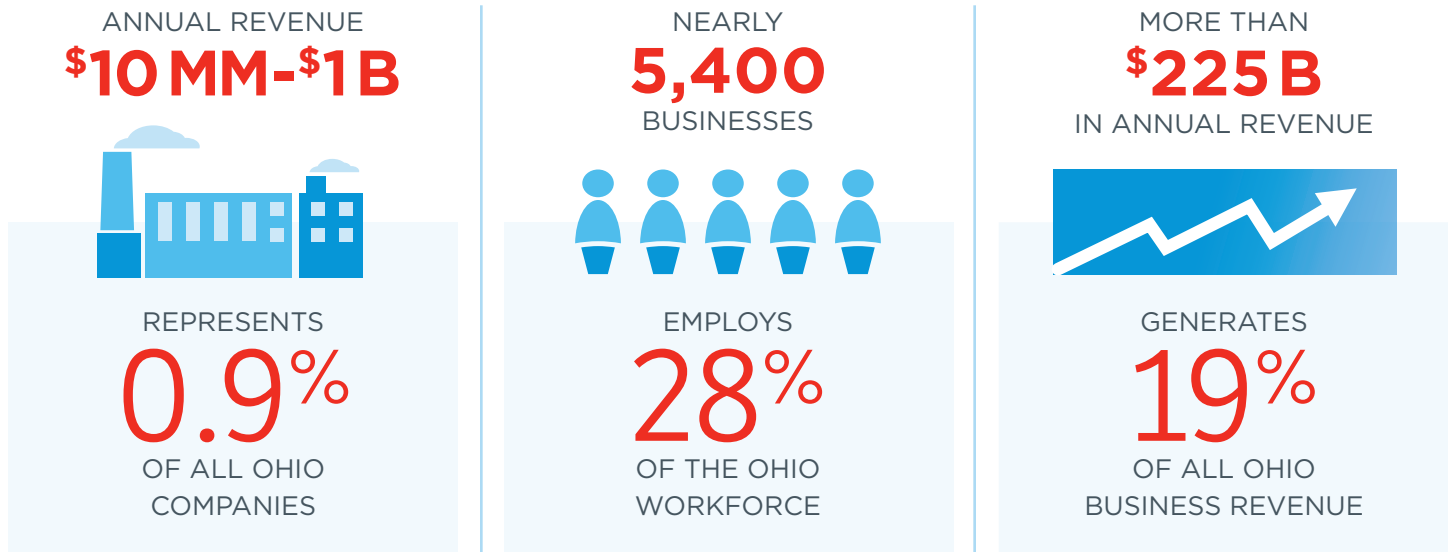 ANNUAL REVENUE
$10 MM-$1 B
REPRESENTS
0.9%
OF ALL OHIO
COMPANIES
NEARLY
5,400
BUSINESSES
EMPLOYS
28%
OF THE OHIO
WORKFORCE
MORE THAN
$225 B
IN ANNUAL REVENUE
GENERATES
19%
OF ALL OHIO
BUSINESS REVENUE